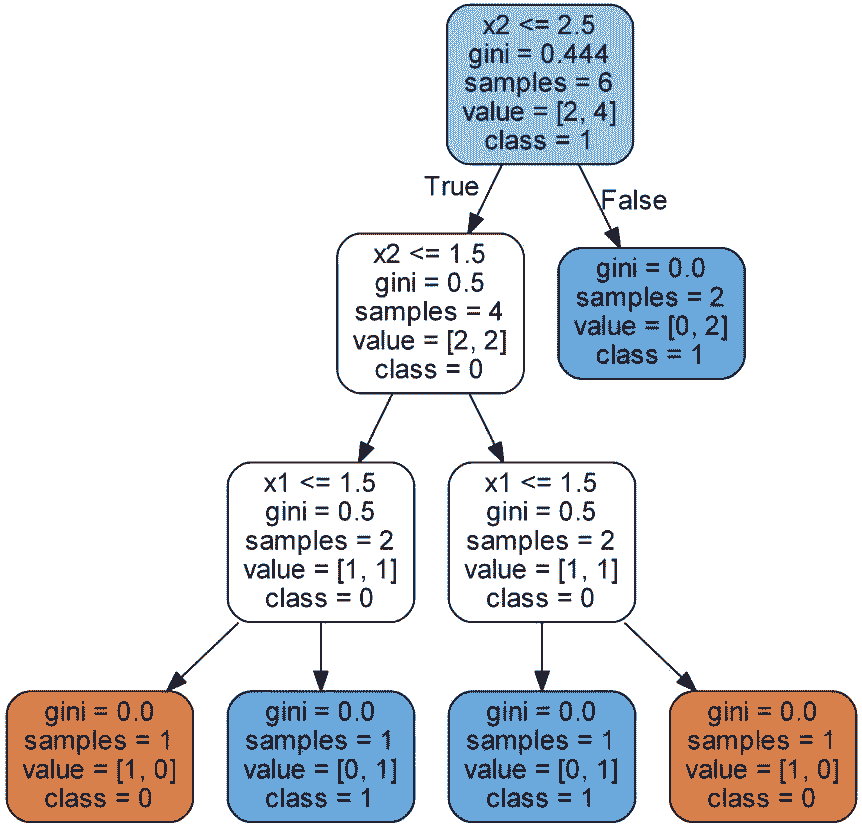 x2 <= 2.5
gini = 0.444
samples = 6
value = [2, 4]
class = 1
True
False
x2 <= 1.5
gini = 0.5
samples = 4
value = [2, 2]
class = 0
gini = 0.0
samples = 2
value = [0, 2]
class = 1
x1 <= 1.5
gini = 0.5
samples = 2
value = [1, 1]
class = 0
x1 <= 1.5
gini = 0.5
samples = 2
value = [1, 1]
class = 0
gini = 0.0
samples = 1
value = [1, 0]
class = 0
gini = 0.0
samples = 1
value = [0, 1]
class = 1
gini = 0.0
samples = 1
value = [0, 1]
class = 1
gini = 0.0
samples = 1
value = [1, 0]
class = 0